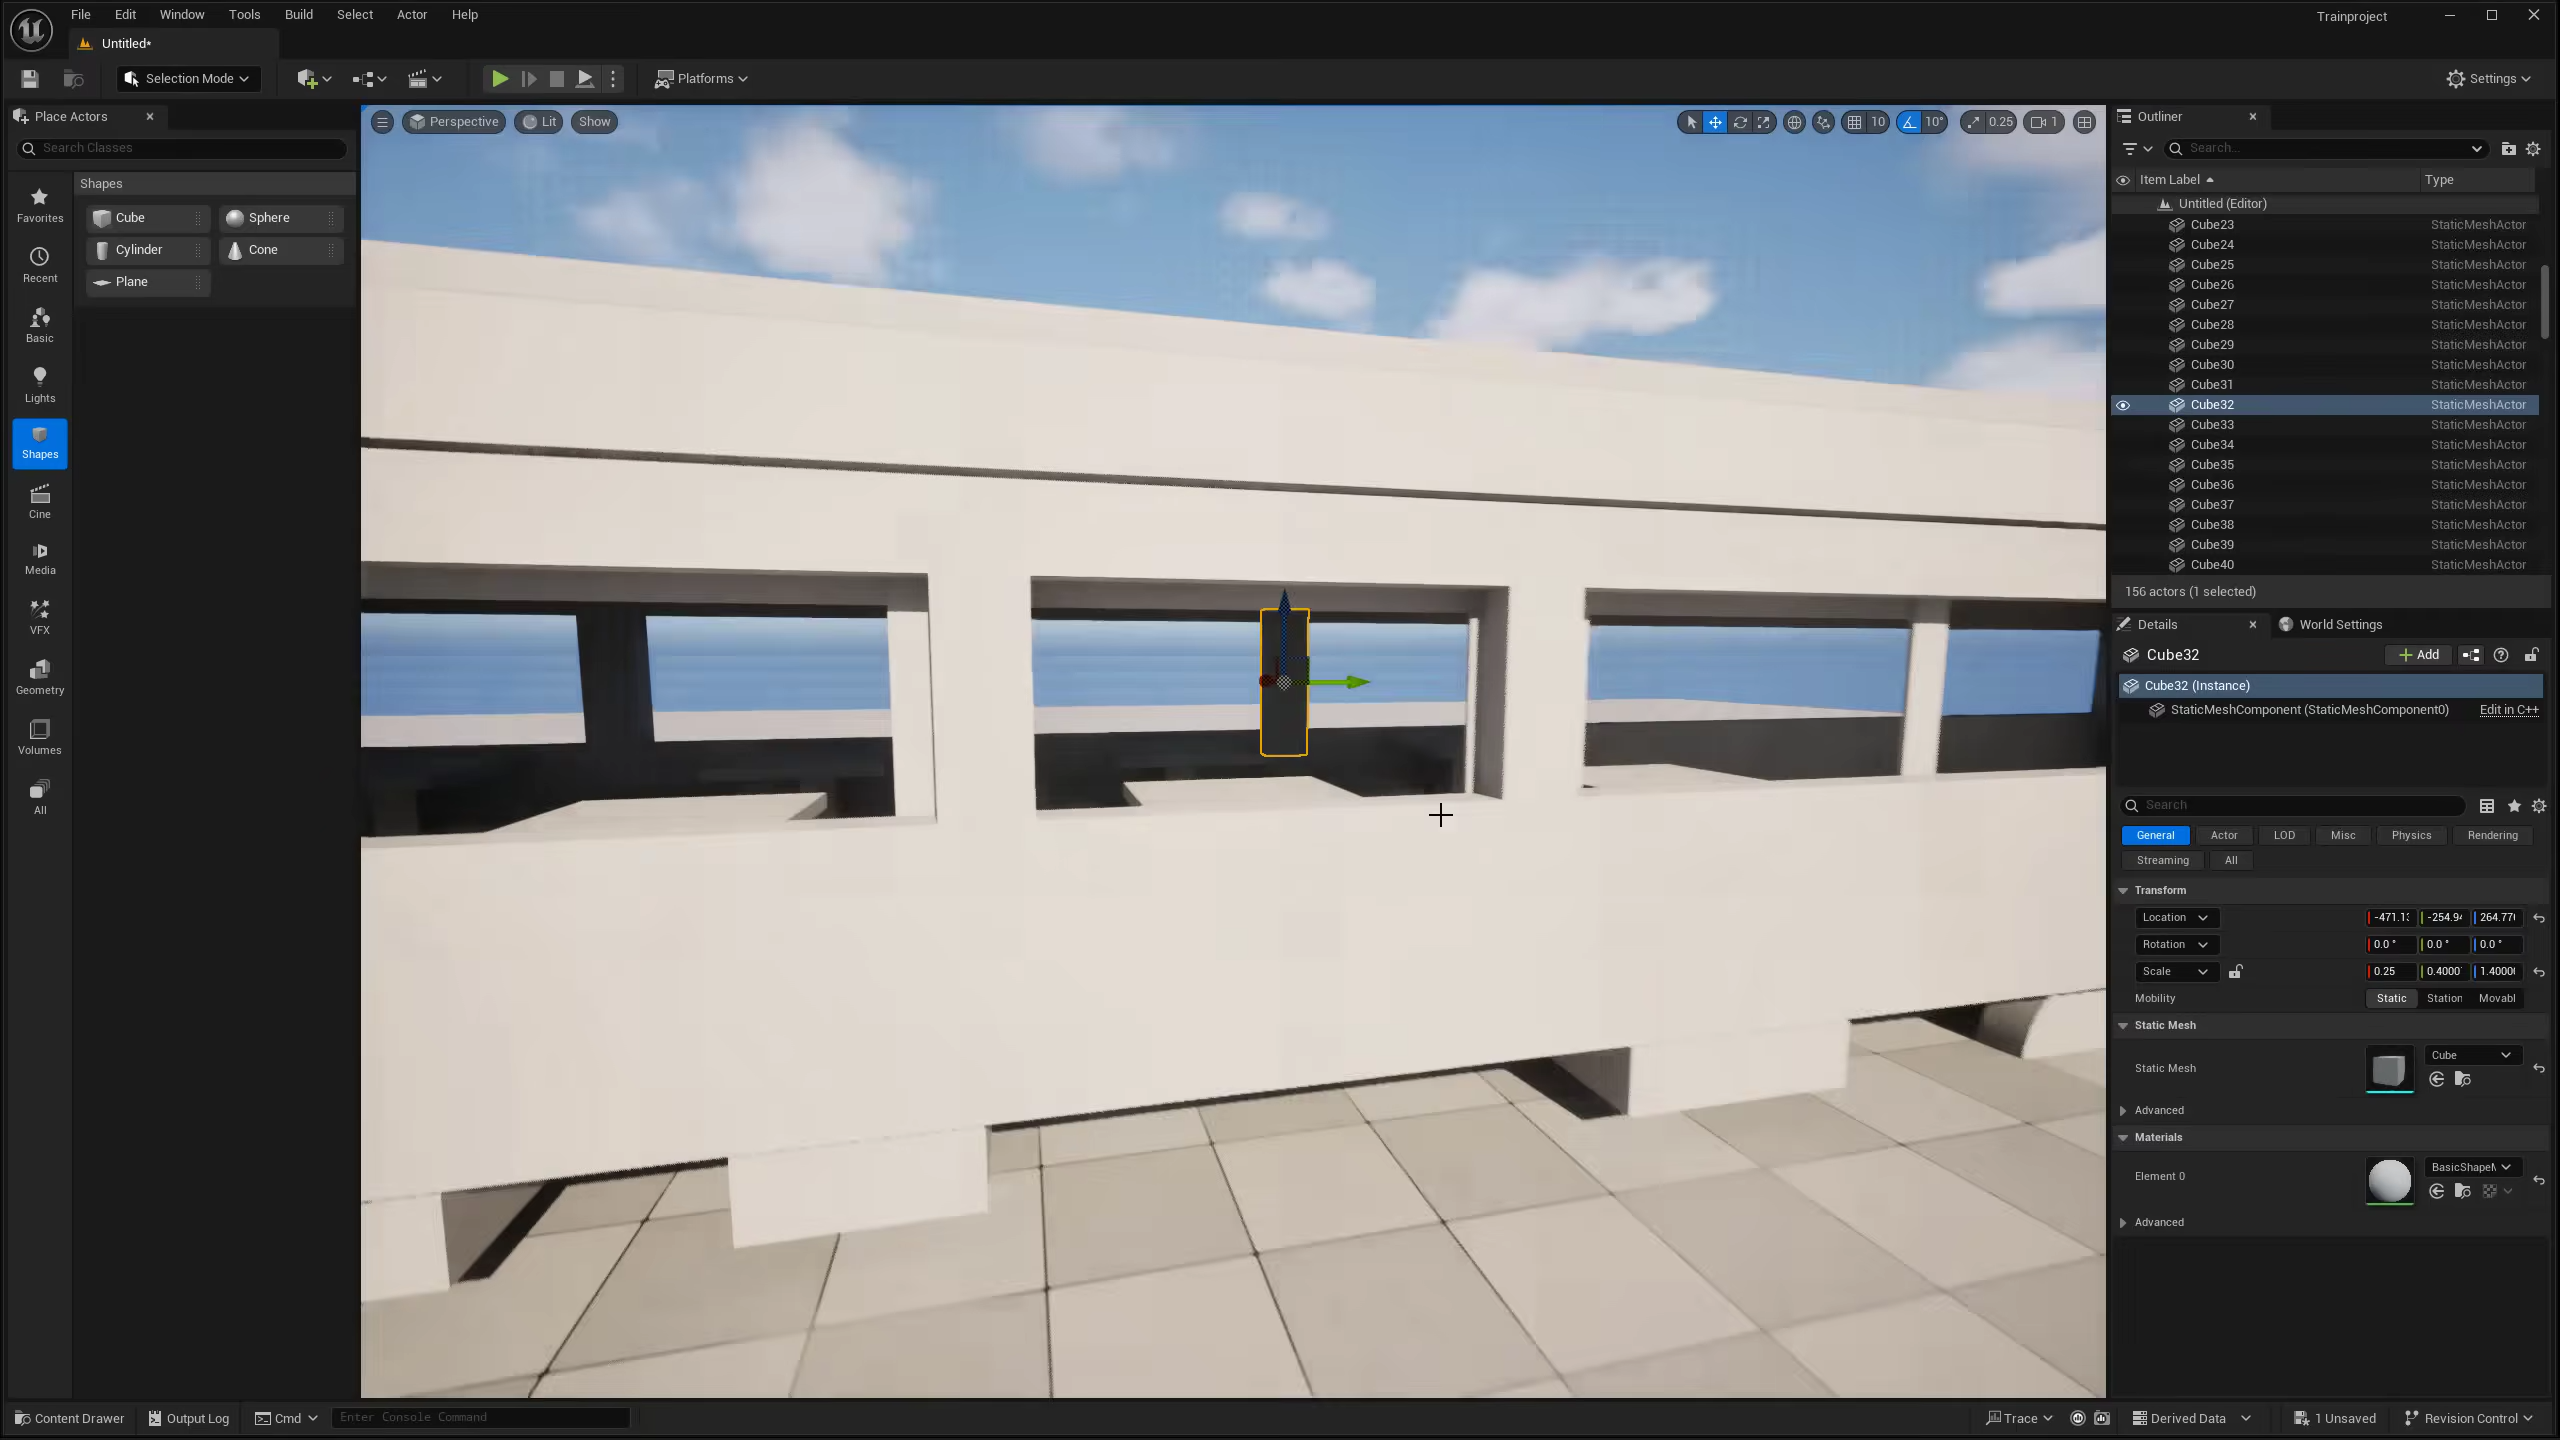 File Edit Window Tools Build Select Actor Help
Trainproject
Untitled*
Selection Mode
Platforms
Settings
Place Actors
Search Classes
Favorites
Recent
Basic
Lights
Shapes
Cine
Media
VFX
Geometry
Volumes
All
Shapes
Cube Sphere
Cylinder Cone
Plane
Perspective Lit Show
10 10° 0.25 1
Outliner
Search...
Item Label Type
Untitled (Editor)
Cube23 StaticMeshActor
Cube24 StaticMeshActor
Cube25 StaticMeshActor
Cube26 StaticMeshActor
Cube27 StaticMeshActor
Cube28 StaticMeshActor
Cube29 StaticMeshActor
Cube30 StaticMeshActor
Cube31 StaticMeshActor
Cube32 StaticMeshActor
Cube33 StaticMeshActor
Cube34 StaticMeshActor
Cube35 StaticMeshActor
Cube36 StaticMeshActor
Cube37 StaticMeshActor
Cube38 StaticMeshActor
Cube39 StaticMeshActor
Cube40 StaticMeshActor
156 actors (1 selected)
Details World Settings
Cube32 Add
Cube32 (Instance)
StaticMeshComponent (StaticMeshComponent0) Edit in C++
Search
General Actor LOD Misc Physics Rendering
Streaming All
Transform
Location -471.1 -254.9 264.77
Rotation 0.0° 0.0° 0.0°
Scale 0.25 0.4000 1.4000
Mobility Static Station Movabl
Static Mesh
Static Mesh Cube
Advanced
Materials
Element 0 BasicShape
Advanced
Content Drawer Output Log Cmd Enter Console Command
Trace Derived Data 1 Unsaved Revision Control